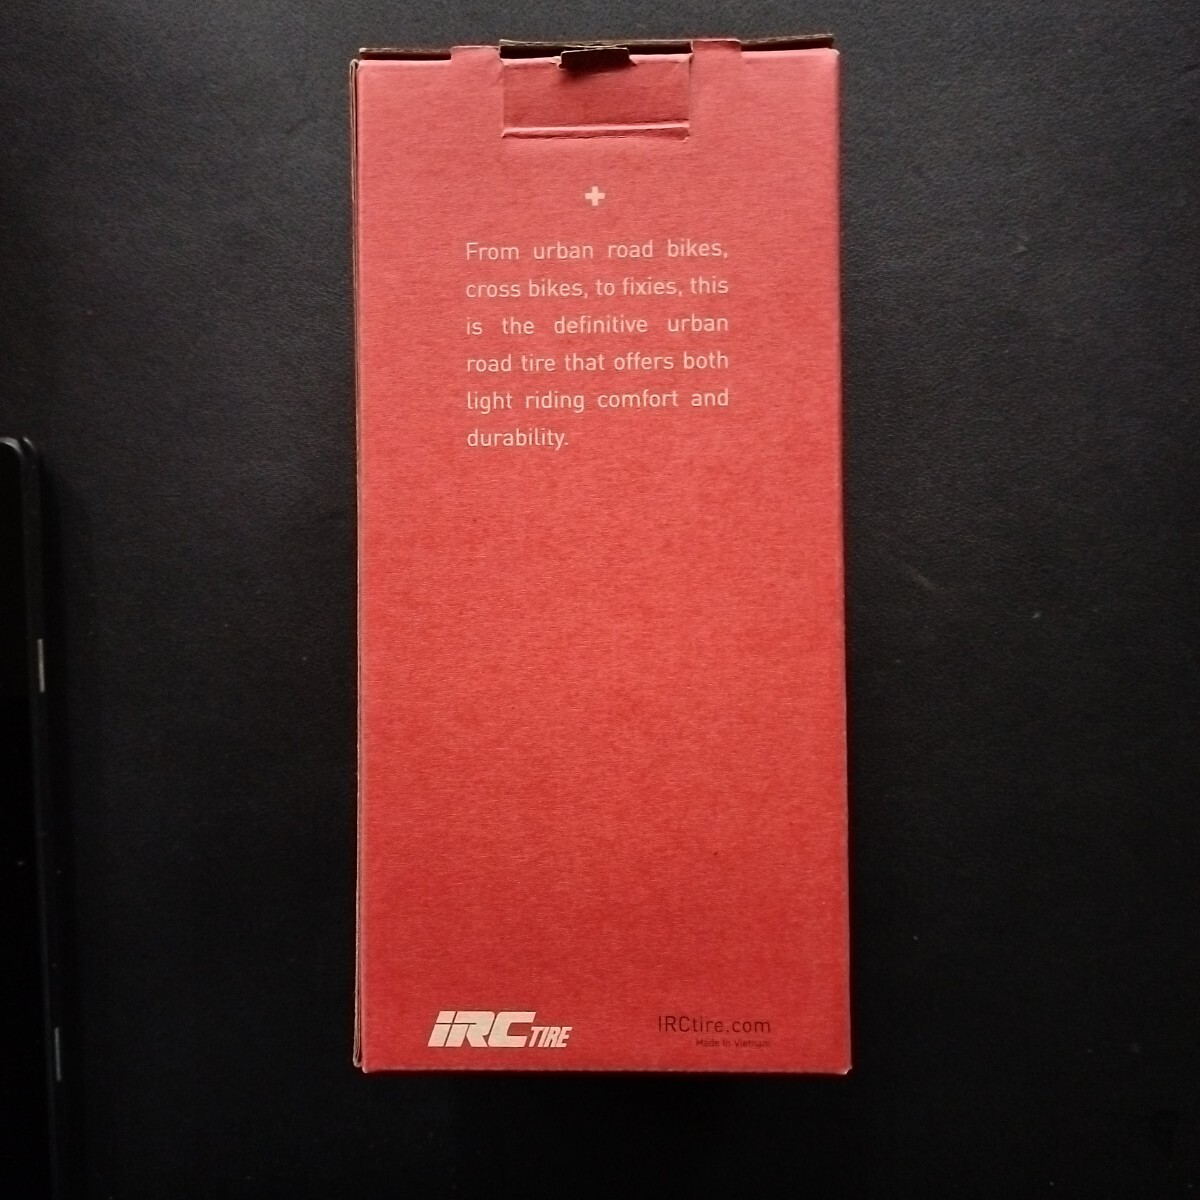 From urban road bikes,
cross bikes, to fixies, this
is the definitive urban
road tire that offers both
light riding comfort and
durability.
IRC TIRE
IRCtire.com
Made In Vietnam